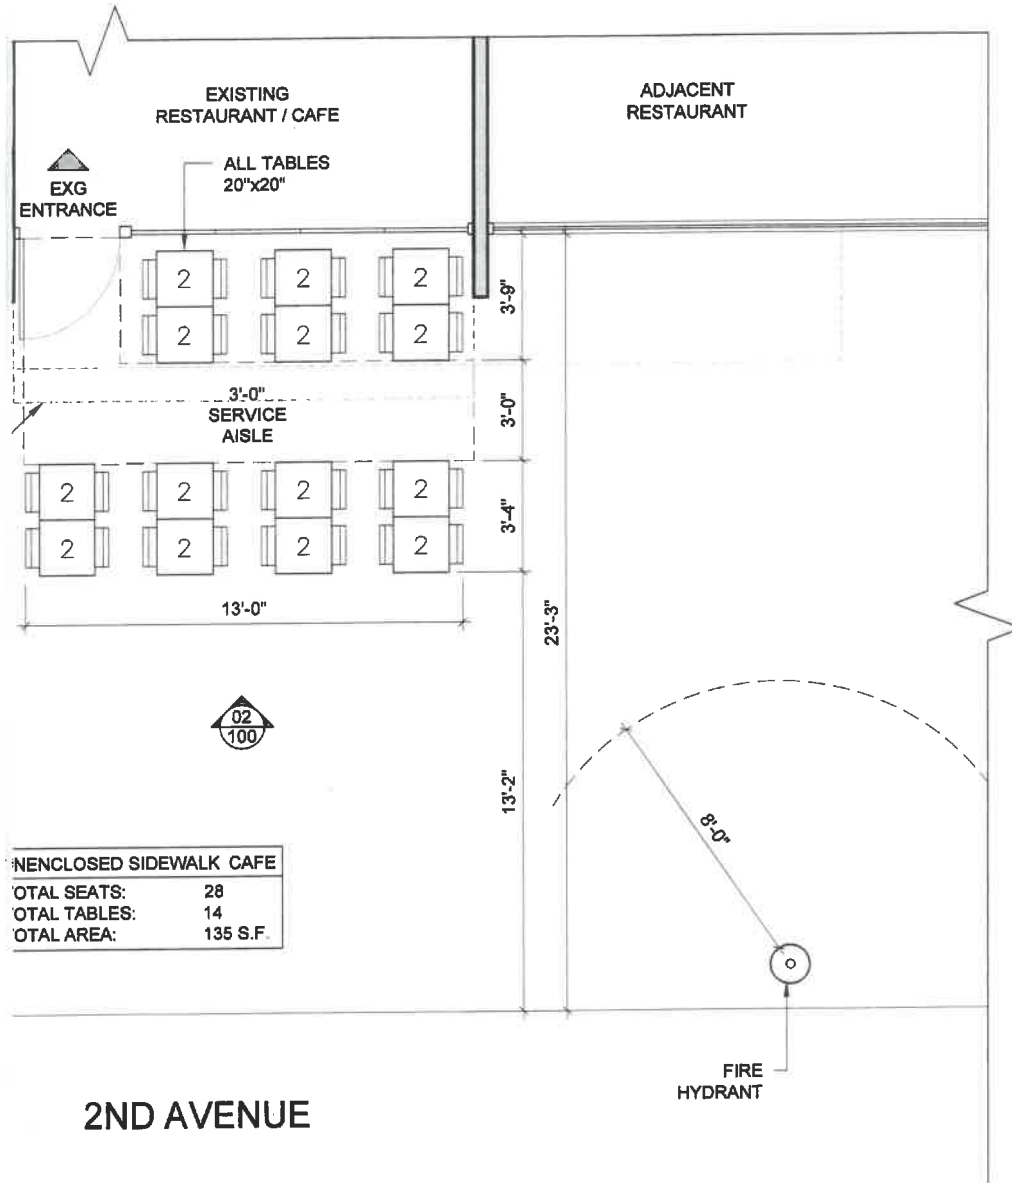 EXISTING
RESTAURANT / CAFE
ADJACENT
RESTAURANT
ALL TABLES
20"x20"
EXG
ENTRANCE
2
2
2
2
2
2
3'-9"
3'-0"
SERVICE
AISLE
3'-0"
2
2
2
2
2
2
2
2
3'-4"
13'-0"
23'-3"
02
100
13'-2"
8'-0"
NENCLOSED SIDEWALK CAFE
OTAL SEATS: 28
OTAL TABLES: 14
OTAL AREA: 135 S.F.
FIRE
HYDRANT
2ND AVENUE